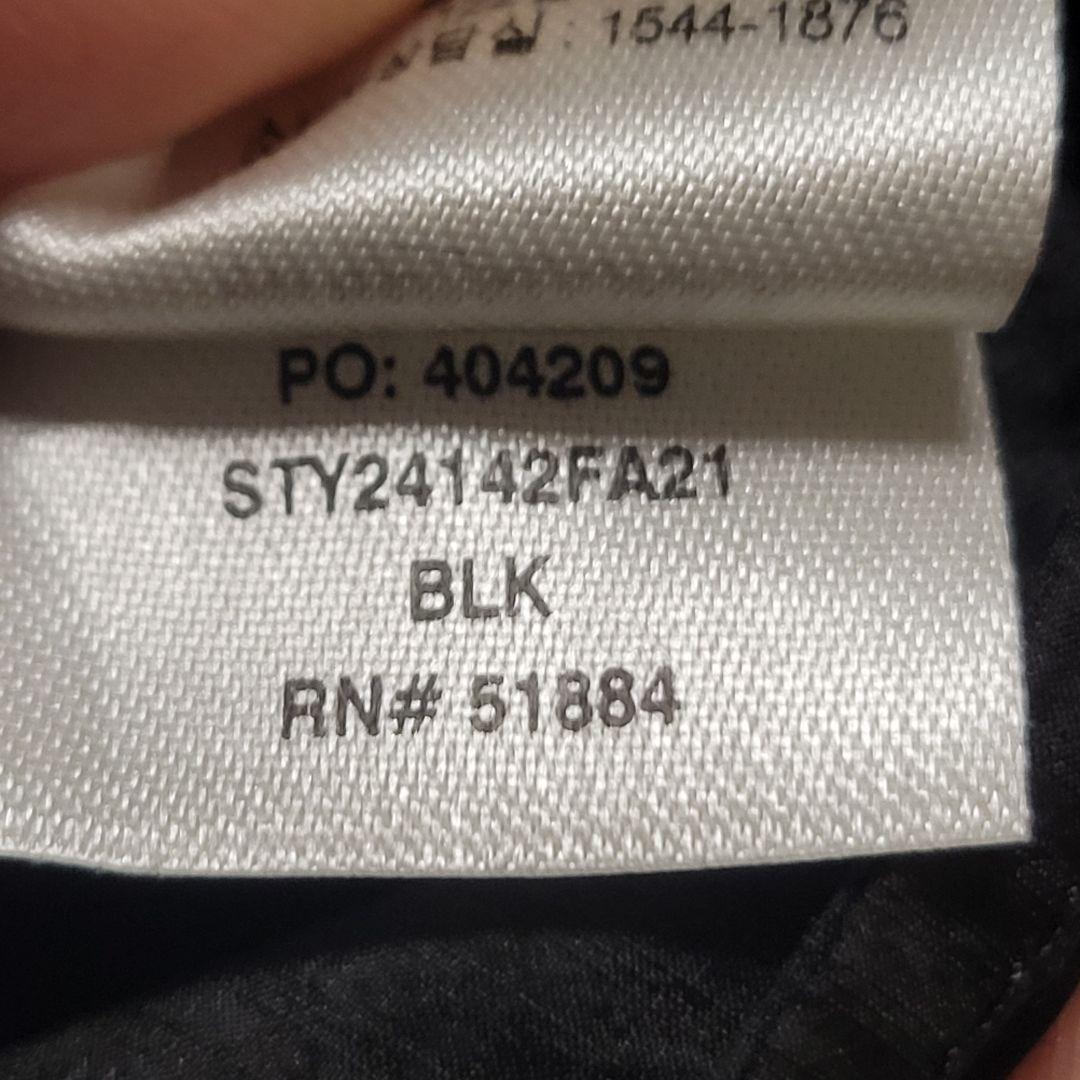 : 1544-1876
PO: 404209
STY24142FA21
BLK
RN# 51884